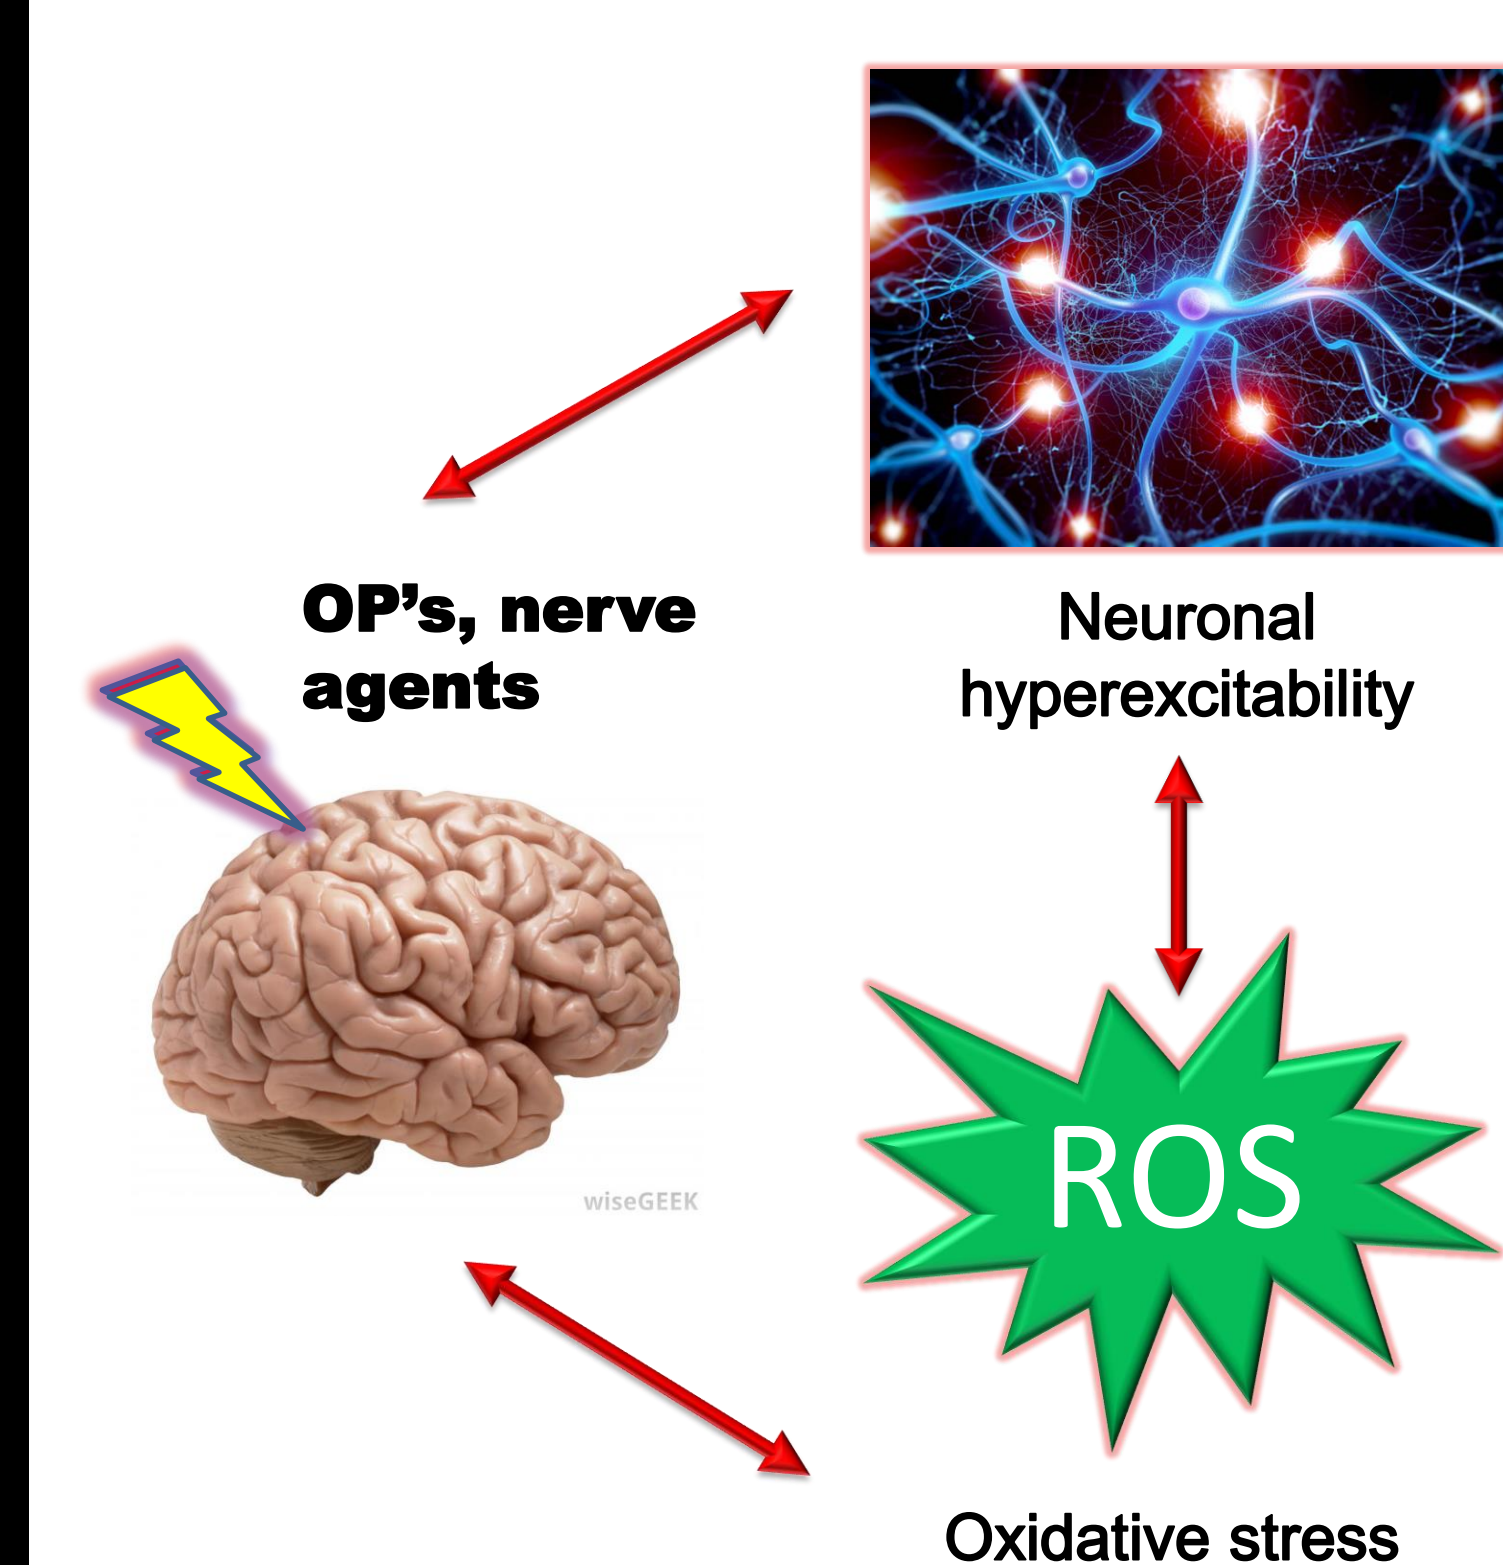 OP's, nerve
agents
Neuronal
hyperexcitability
wiseGEEK
ROS
Oxidative stress